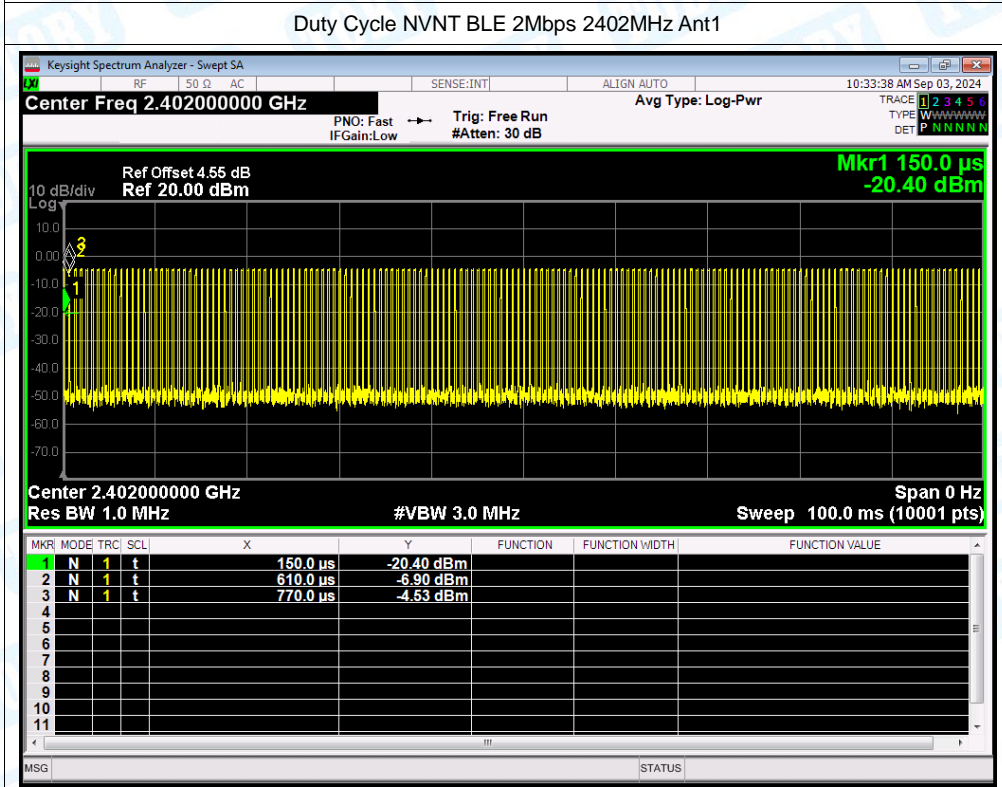 Duty Cycle NVNT BLE 2Mbps 2402MHz Ant1
Keysight Spectrum Analyzer - Swept SA
LXI RF 50 Ω AC SENSE:INT ALIGN AUTO 10:33:38 AM Sep 03, 2024
Center Freq 2.402000000 GHz
PNO: Fast
IFGain:Low
Trig: Free Run
#Atten: 30 dB
Avg Type: Log-Pwr
TRACE 1 2 3 4 5 6
TYPE W
DET P N N N N N
Mkr1 150.0 µs
-20.40 dBm
Ref Offset 4.55 dB
10 dB/div Ref 20.00 dBm
Log
10.0
0.00
-10.0
-20.0
-30.0
-40.0
-50.0
-60.0
-70.0
3
2
1
Center 2.402000000 GHz Span 0 Hz
Res BW 1.0 MHz #VBW 3.0 MHz Sweep 100.0 ms (10001 pts)
MKR MODE TRC SCL X Y FUNCTION FUNCTION WIDTH FUNCTION VALUE
1 N 1 t 150.0 µs -20.40 dBm
2 N 1 t 610.0 µs -6.90 dBm
3 N 1 t 770.0 µs -4.53 dBm
4
5
6
7
8
9
10
11
MSG STATUS